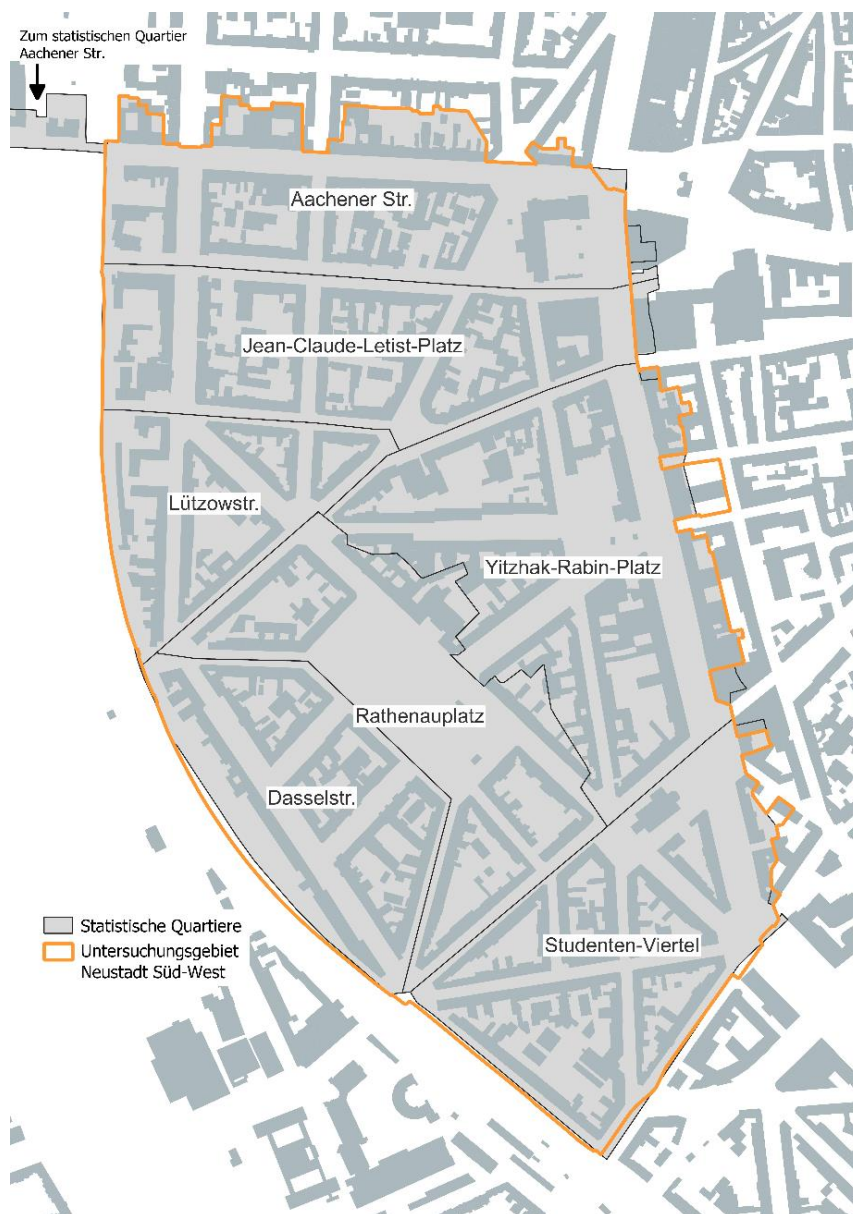 Zum statistischen Quartier
Aachener Str.
Aachener Str.
Jean-Claude-Letist-Platz
Lützowstr.
Yitzhak-Rabin-Platz
Rathenauplatz
Dasselstr.
Statistische Quartiere
Untersuchungsgebiet
Neustadt Süd-West
Studenten-Viertel